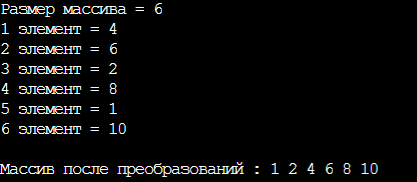 Размер массива = 6
1 элемент = 4
2 элемент = 6
3 элемент = 2
4 элемент = 8
5 элемент = 1
6 элемент = 10
Массив после преобразований : 1 2 4 6 8 10